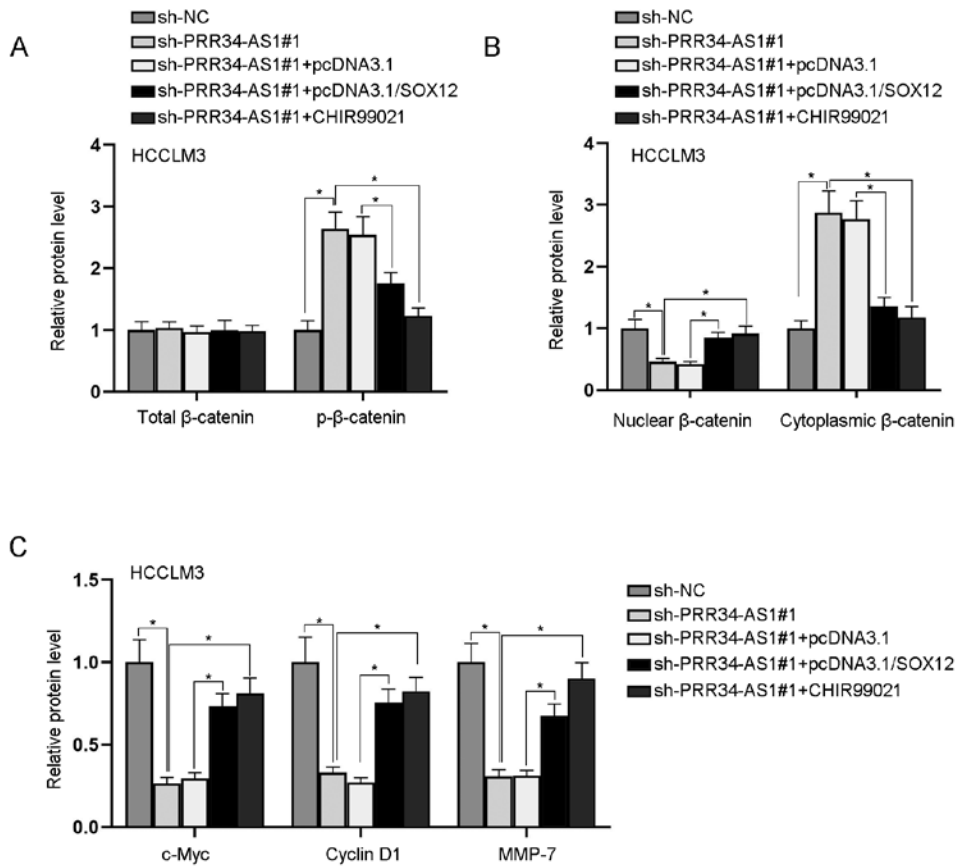 A
sh-NC
sh-PRR34-AS1#1
sh-PRR34-AS1#1+pcDNA3.1
sh-PRR34-AS1#1+pcDNA3.1/SOX12
sh-PRR34-AS1#1+CHIR99021
HCCLM3
Relative protein level
4
3
2
1
0
* * *
Total β-catenin p-β-catenin
B
sh-NC
sh-PRR34-AS1#1
sh-PRR34-AS1#1+pcDNA3.1
sh-PRR34-AS1#1+pcDNA3.1/SOX12
sh-PRR34-AS1#1+CHIR99021
HCCLM3
Relative protein level
4
3
2
1
0
* * * * * *
Nuclear β-catenin Cytoplasmic β-catenin
C
HCCLM3
Relative protein level
1.5
1.0
0.5
0.0
* * * * * * * * *
c-Myc Cyclin D1 MMP-7
sh-NC
sh-PRR34-AS1#1
sh-PRR34-AS1#1+pcDNA3.1
sh-PRR34-AS1#1+pcDNA3.1/SOX12
sh-PRR34-AS1#1+CHIR99021